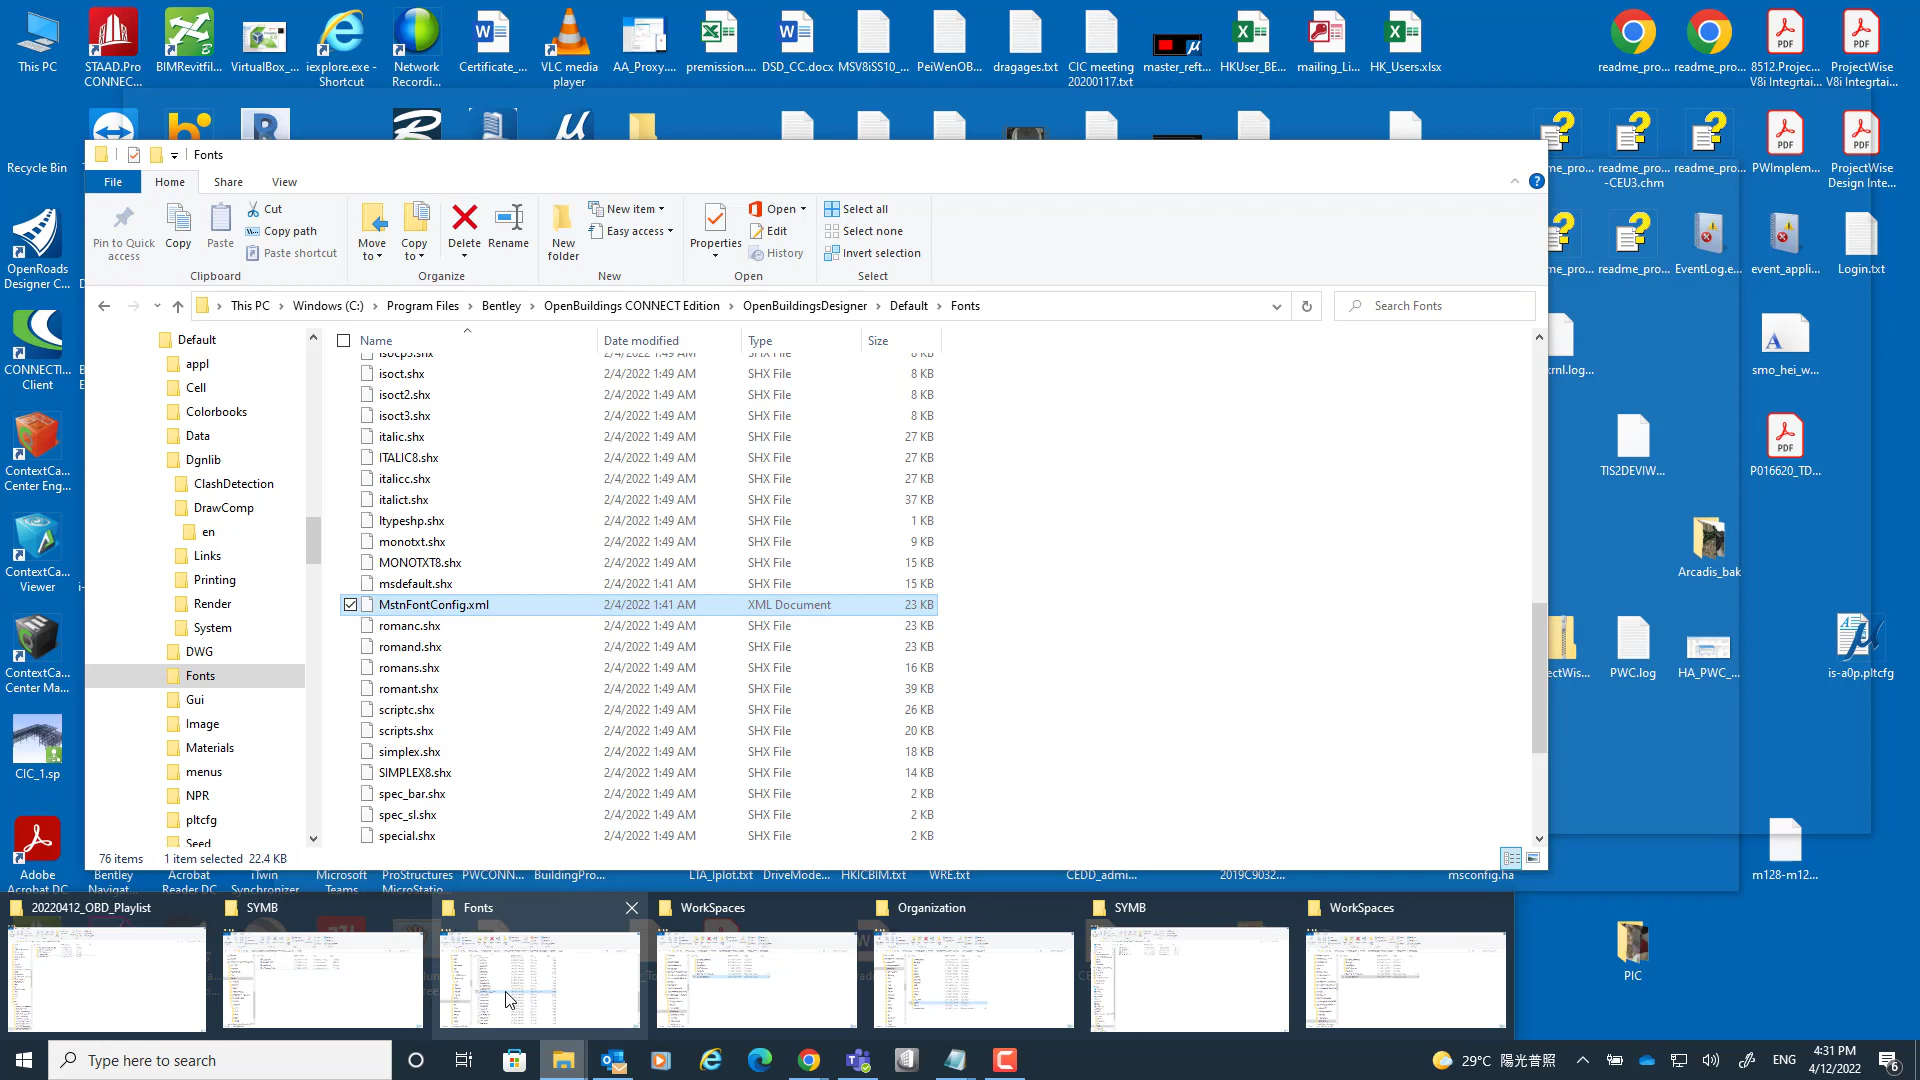 This PC
STAAD.Pro
CONNEC...
BIMRevitfil...
VirtualBox_...
iexplore.exe -
Shortcut
Network
Recordi...
Certificate_...
VLC media
player
AA_Proxy....
premission....
DSD_CC.docx
MSV8iSS10_...
PeiWenOB...
dragages.txt
CIC meeting
20200117.txt
master_reft...
HKUser_BE...
mailing_Li...
HK_Users.xlsx
readme_pro...
readme_pro...
8512.Projec...
V8i Integrtai...
ProjectWise
V8i Integrtai...
Recycle Bin
readme_pro...
-CEU3.chm
readme_pro...
PWImplem...
ProjectWise
Design Inte...
OpenRoads
Designer C...
readme_pro...
EventLog.e...
event_appli...
Login.txt
CONNECTI...
Client
krnl.log...
smo_hei_w...
ContextCa...
Center Eng...
TIS2DEVIW...
P016620_TD...
ContextCa...
Viewer
Arcadis_bak
ContextCa...
Center Ma...
ectWis...
PWC.log
HA_PWC_...
is-a0p.pltcfg
CIC_1.sp
m128-m12...
PIC
Fonts
File
Home
Share
View
Pin to Quick
access
Copy
Paste
Cut
Copy path
Paste shortcut
Clipboard
Move
to
Copy
to
Delete
Rename
Organize
New
folder
New item
Easy access
New
Properties
Open
Edit
History
Open
Select all
Select none
Invert selection
Select
This PC > Windows (C:) > Program Files > Bentley > OpenBuildings CONNECT Edition > OpenBuildingsDesigner > Default > Fonts
Search Fonts
Default
appl
Cell
Colorbooks
Data
Dgnlib
ClashDetection
DrawComp
en
Links
Printing
Render
System
DWG
Fonts
Gui
Image
Materials
menus
NPR
pltcfg
Seed
Name Date modified Type Size
isocp3.shx 2/4/2022 1:49 AM SHX File 8 KB
isoct.shx 2/4/2022 1:49 AM SHX File 8 KB
isoct2.shx 2/4/2022 1:49 AM SHX File 8 KB
isoct3.shx 2/4/2022 1:49 AM SHX File 8 KB
italic.shx 2/4/2022 1:49 AM SHX File 27 KB
ITALIC8.shx 2/4/2022 1:49 AM SHX File 27 KB
italicc.shx 2/4/2022 1:49 AM SHX File 27 KB
italict.shx 2/4/2022 1:49 AM SHX File 37 KB
ltypeshp.shx 2/4/2022 1:49 AM SHX File 1 KB
monotxt.shx 2/4/2022 1:49 AM SHX File 9 KB
MONOTXT8.shx 2/4/2022 1:49 AM SHX File 15 KB
msdefault.shx 2/4/2022 1:41 AM SHX File 15 KB
MstnFontConfig.xml 2/4/2022 1:41 AM XML Document 23 KB
romanc.shx 2/4/2022 1:49 AM SHX File 23 KB
romand.shx 2/4/2022 1:49 AM SHX File 23 KB
romans.shx 2/4/2022 1:49 AM SHX File 16 KB
romant.shx 2/4/2022 1:49 AM SHX File 39 KB
scriptc.shx 2/4/2022 1:49 AM SHX File 26 KB
scripts.shx 2/4/2022 1:49 AM SHX File 20 KB
simplex.shx 2/4/2022 1:49 AM SHX File 18 KB
SIMPLEX8.shx 2/4/2022 1:49 AM SHX File 14 KB
spec_bar.shx 2/4/2022 1:49 AM SHX File 2 KB
spec_sl.shx 2/4/2022 1:49 AM SHX File 2 KB
special.shx 2/4/2022 1:49 AM SHX File 2 KB
76 items 1 item selected 22.4 KB
Adobe
Acrobat DC
Bentley
Navigat...
Acrobat
Reader DC
iTwin
Synchronizer
Microsoft
Teams
ProStructures
MicroStatio...
PWCONN...
BuildingPro...
LTA_Iplot.txt
DriveMode...
HKICBIM.txt
WRE.txt
CEDD_admi...
2019C9032...
msconfig.ha
20220412_OBD_Playlist
SYMB
Fonts
WorkSpaces
Organization
SYMB
WorkSpaces
Type here to search
29°C 陽光普照
ENG
4:31 PM
4/12/2022
6